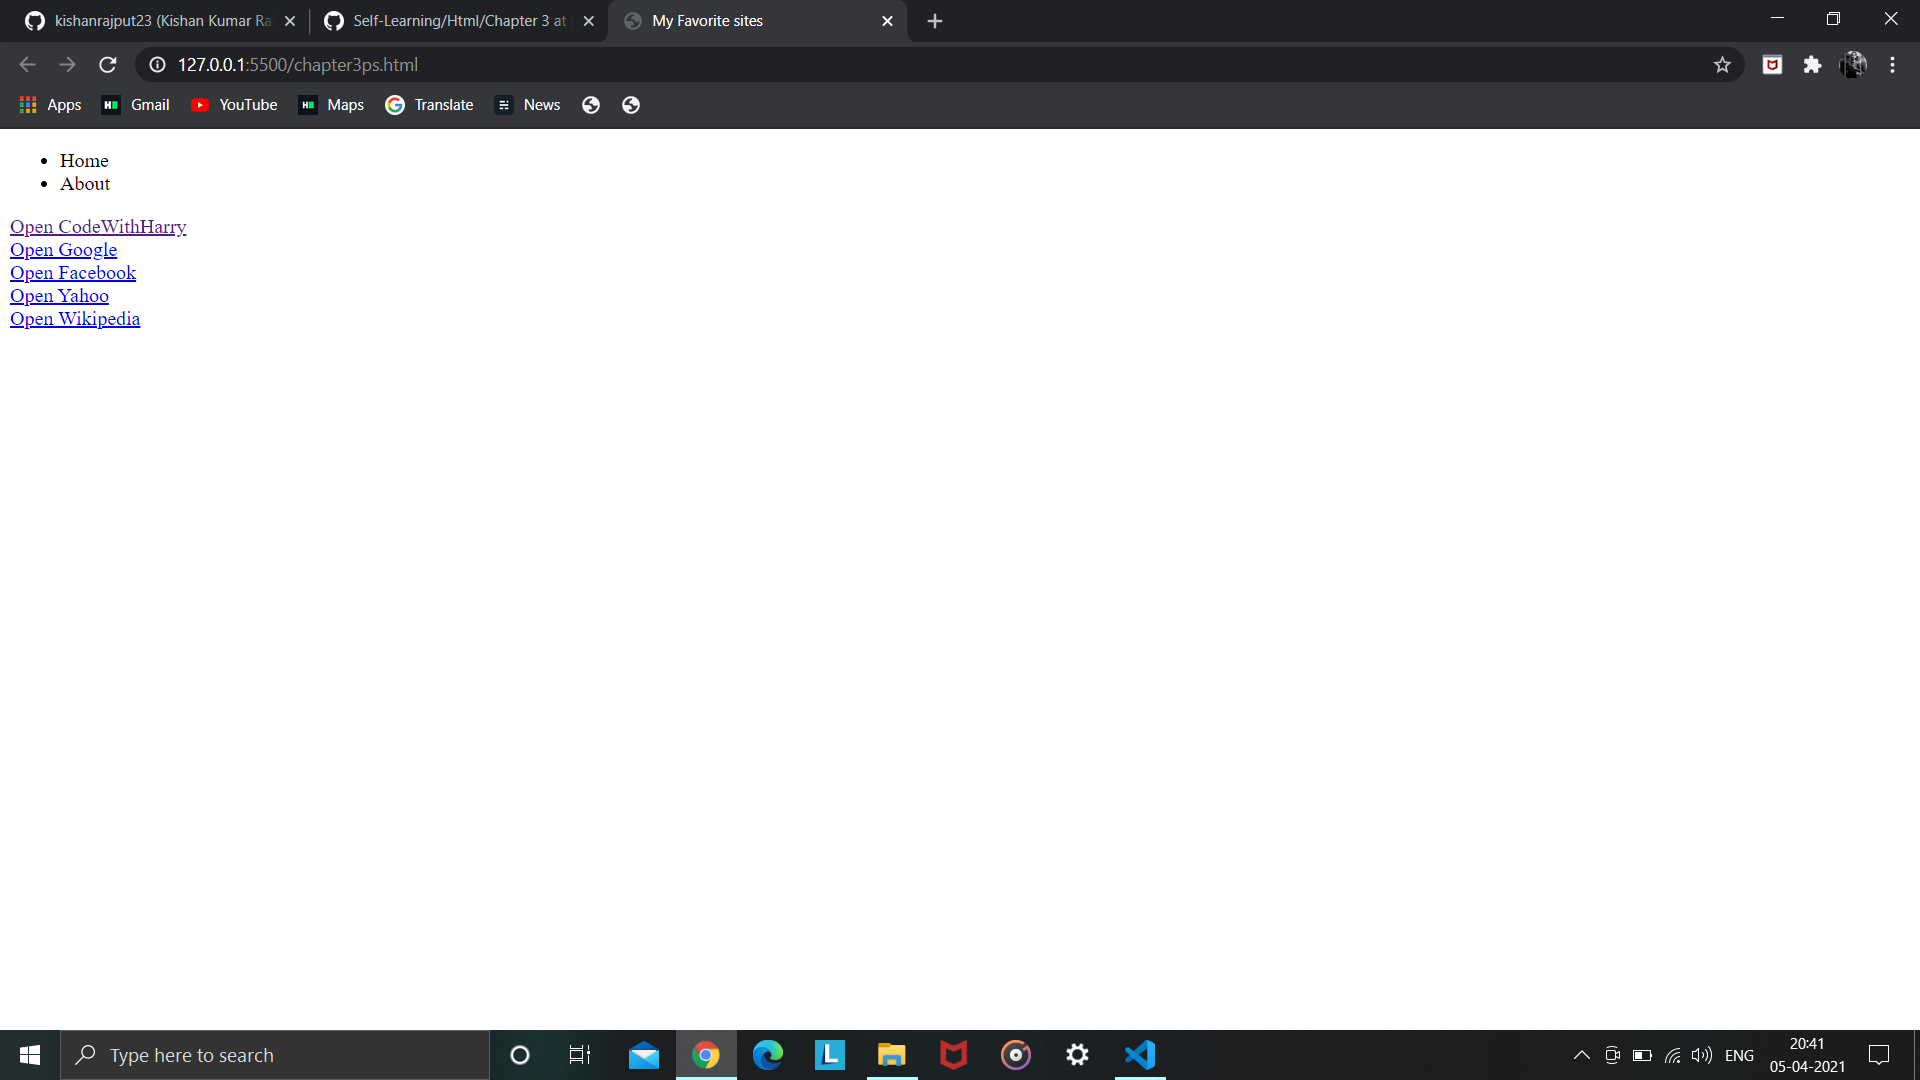 kishanrajput23 (Kishan Kumar Ra
Self-Learning/Html/Chapter 3 at
My Favorite sites
127.0.0.1:5500/chapter3ps.html
Apps
Gmail
YouTube
Maps
Translate
News
Home
About
Open CodeWithHarry
Open Google
Open Facebook
Open Yahoo
Open Wikipedia
Type here to search
ENG
20:41
05-04-2021